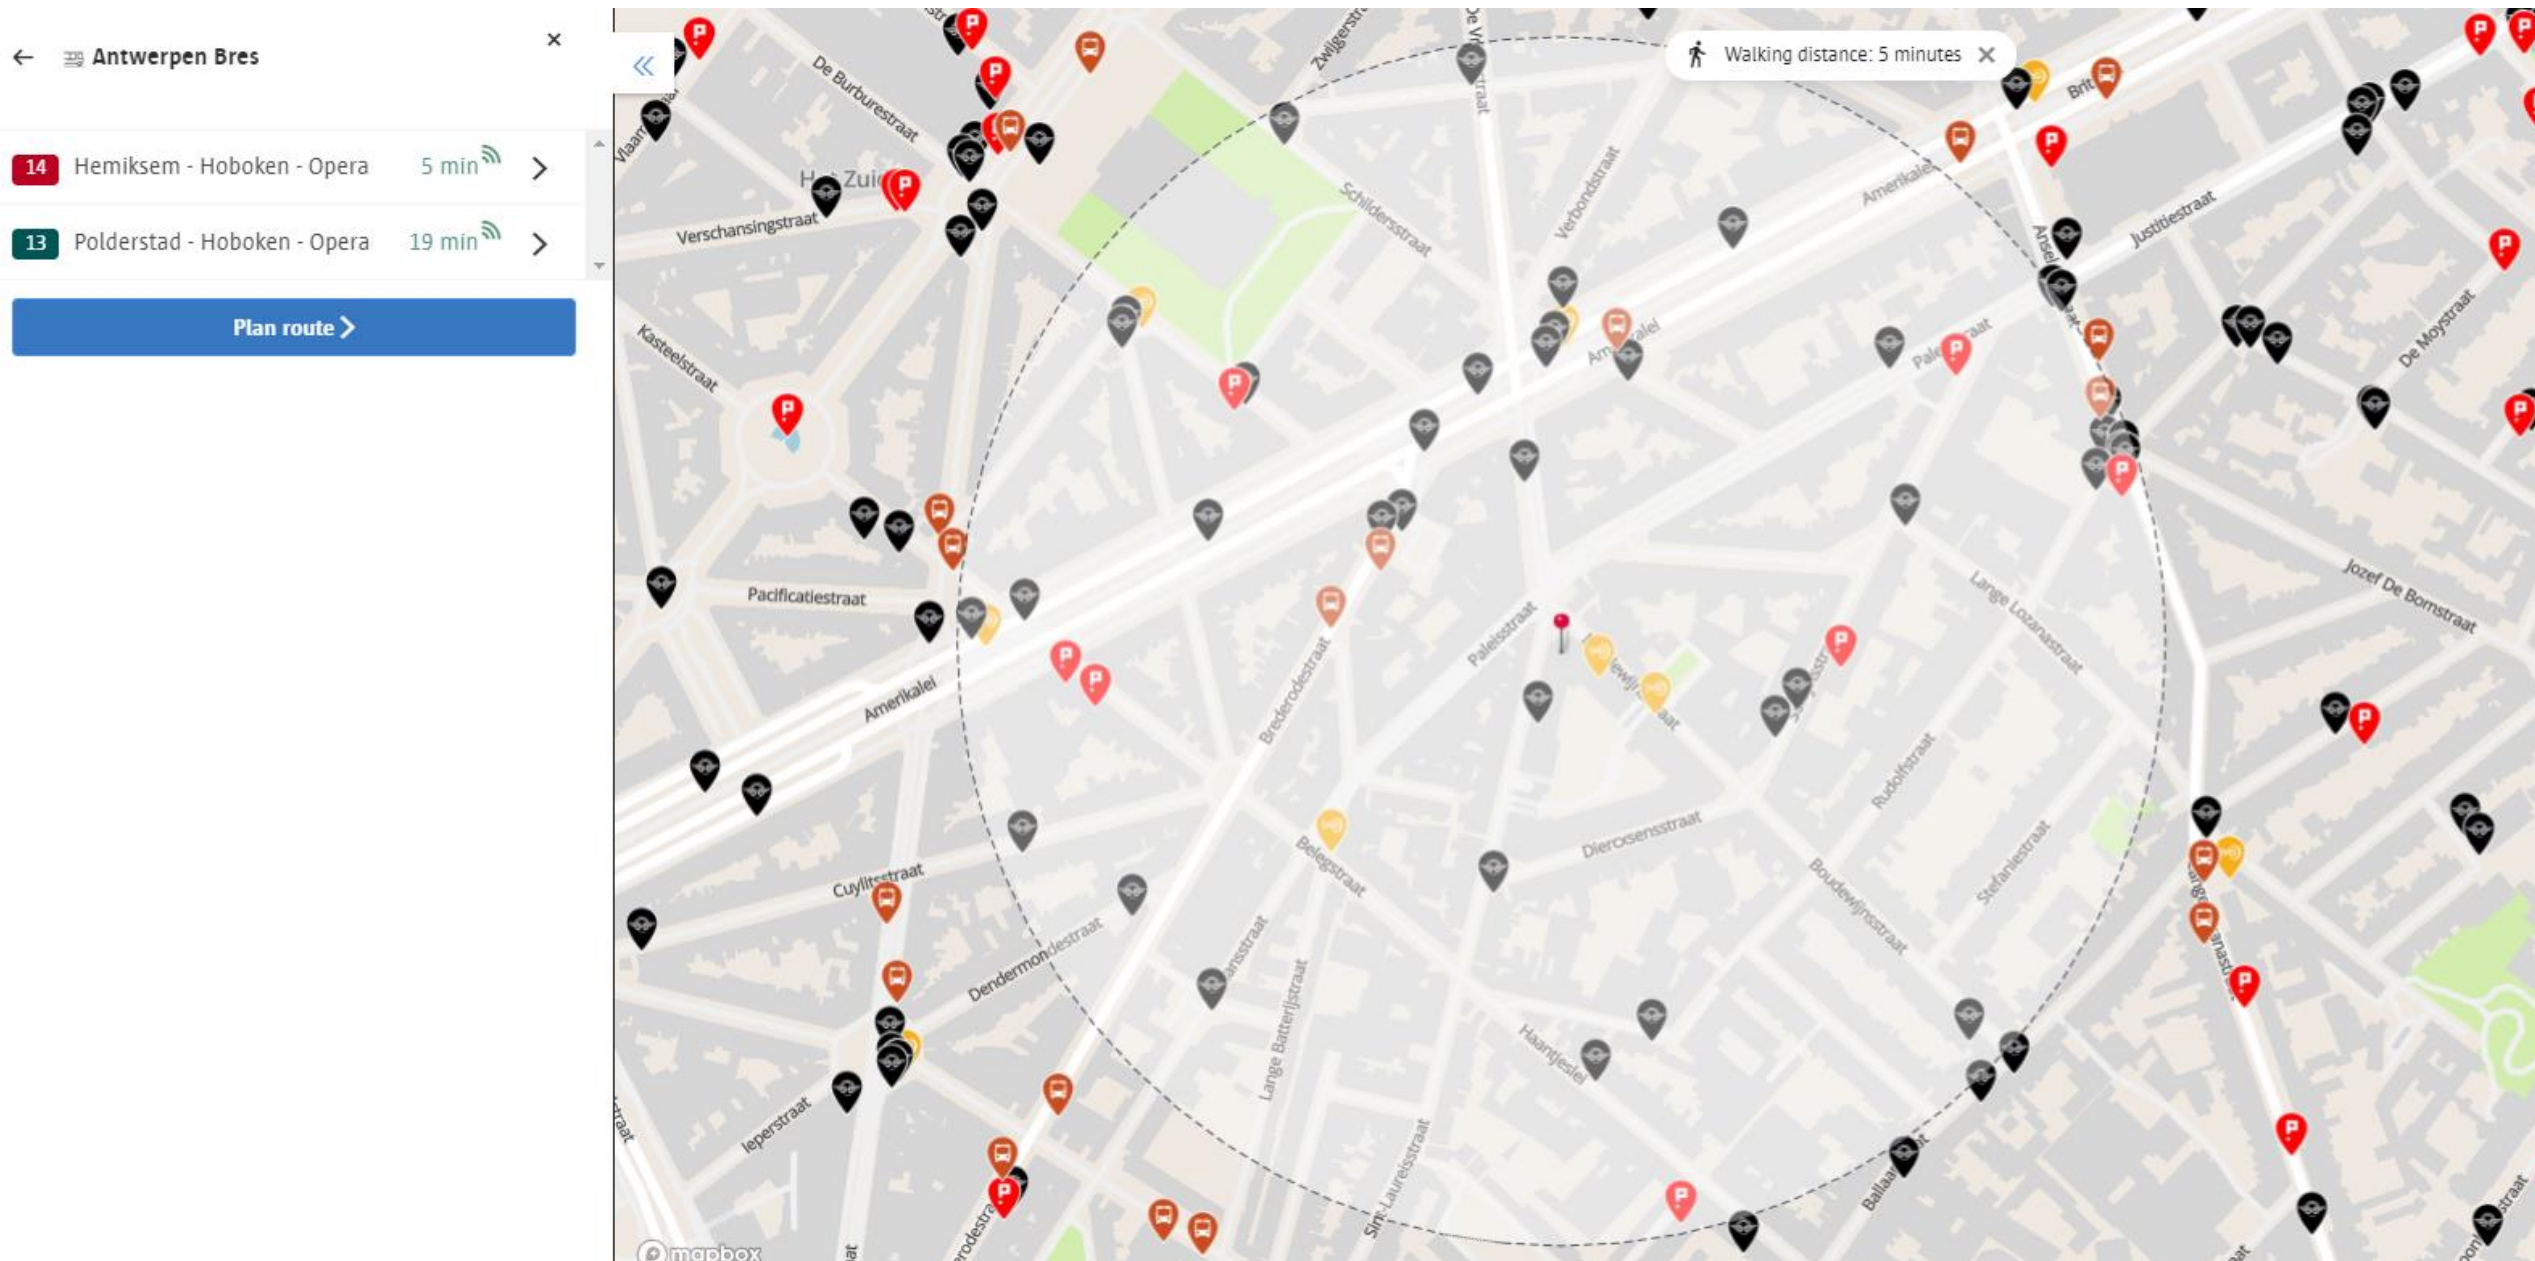 Antwerpen Bres
14 Hemiksem - Hoboken - Opera 5 min
13 Polderstad - Hoboken - Opera 19 min
Plan route
Walking distance: 5 minutes
De Burburestraat
Verschansingstraat
Kasteelstraat
Pacificatiestraat
Amerikalei
Cuylitsstraat
Dendermondestraat
Ieperstraat
Schildersstraat
Verbondstraat
Justitiestraat
De Moystraat
Jozef De Bornstraat
Lange Lozanastraat
Paleisstraat
Brederodestraat
Rudolfstraat
Diercxsensstraat
Belegstraat
Boudewijnsstraat
Stefaniestraat
Lange Batterijstraat
Haantjeslei
Sint-Laureisstraat
mapbox